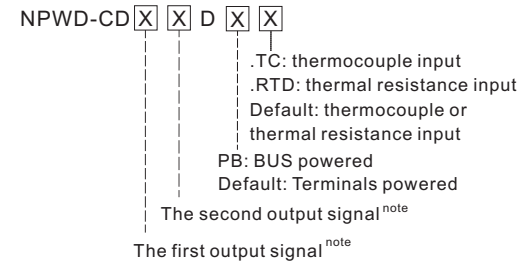 NPWD-CD X X D X X
.TC: thermocouple input
.RTD: thermal resistance input
Default: thermocouple or
thermal resistance input
PB: BUS powered
Default: Terminals powered
The second output signal note
The first output signal note